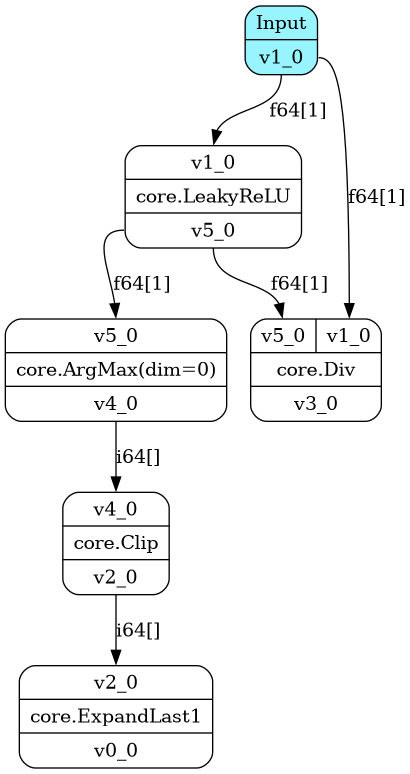 Input
v1_0
f64[1]
v1_0
core.LeakyReLU
v5_0
f64[1]
f64[1]
f64[1]
v5_0
core.ArgMax(dim=0)
v4_0
v5_0 v1_0
core.Div
v3_0
i64[]
v4_0
core.Clip
v2_0
i64[]
v2_0
core.ExpandLast1
v0_0